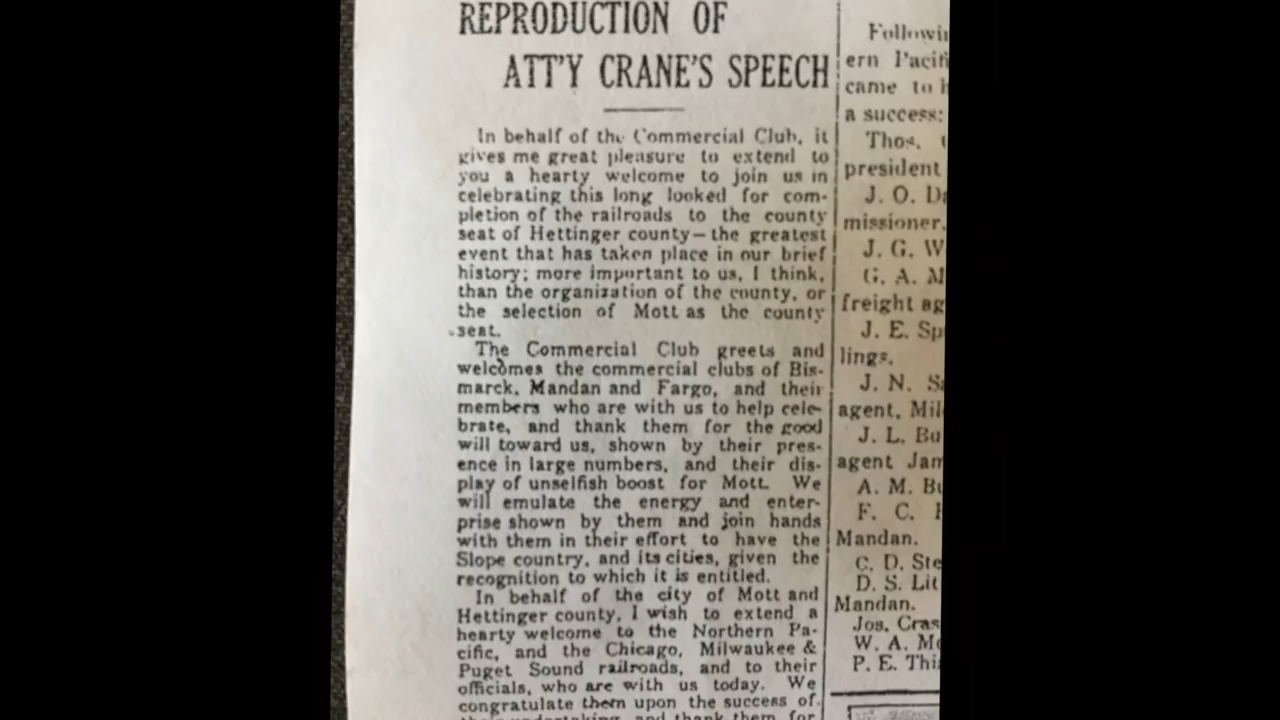 REPRODUCTION OF
ATT'Y CRANE'S SPEECH
In behalf of the Commercial Club, it
gives me great pleasure to extend to
you a hearty welcome to join us in
celebrating this long looked for com-
pletion of the railroads to the county
seat of Hettinger county—the greatest
event that has taken place in our brief
history; more important to us, I think,
than the organization of the county, or
the selection of Mott as the county
seat.
The Commercial Club greets and
welcomes the commercial clubs of Bis-
marck, Mandan and Fargo, and their
members who are with us to help cele-
brate, and thank them for the good
will toward us, shown by their pres-
ence in large numbers, and their dis-
play of unselfish boost for Mott. We
will emulate the energy and enter-
prise shown by them and join hands
with them in their effort to have the
Slope country, and its cities, given the
recognition to which it is entitled.
In behalf of the city of Mott and
Hettinger county, I wish to extend a
hearty welcome to the Northern Pa-
cific, and the Chicago, Milwaukee &
Puget Sound railroads, and to their
officials, who are with us today. We
congratulate them upon the success of
their undertaking, and thank them for
Followi
ern Pacif
came to
a success:
Thos.
president
J. O. Da
missioner.
J. G. W
G. A. M
freight ag
J. E. Sp
lings.
J. N. Sa
agent, Mil
J. L. Bu
agent Jam
A. M. Bu
F. C.
Mandan.
C. D. Ste
D. S. Lit
Mandan.
Jos. Cras
W. A. Mc
P. E. Thi